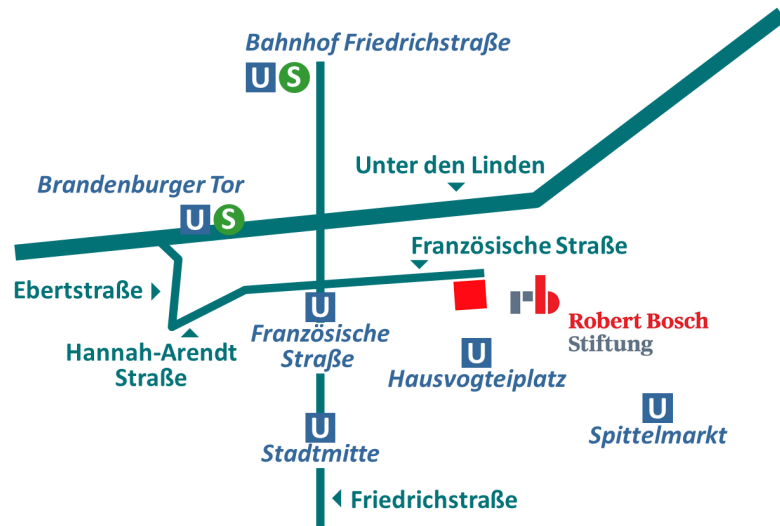 Bahnhof Friedrichstraße
U S
Unter den Linden
Brandenburger Tor
U S
Französische Straße
Ebertstraße
U
rb
Robert Bosch
Stiftung
Französische
Straße
Hannah-Arendt
Straße
U
Hausvogteiplatz
U
Spittelmarkt
U
Stadtmitte
Friedrichstraße